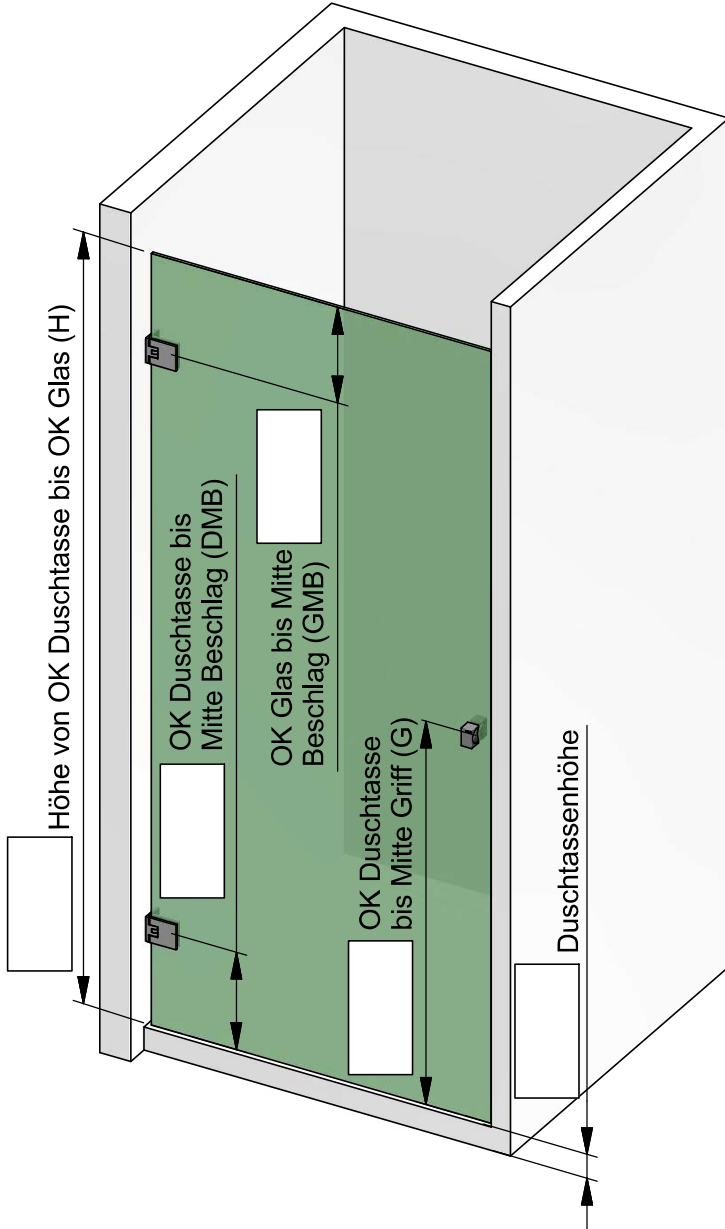 Höhe von OK Duschtasse bis OK Glas (H)
OK Duschtasse bis
Mitte Beschlag (DMB)
OK Glas bis Mitte
Beschlag (GMB)
OK Duschtasse
bis Mitte Griff (G)
Duschtassenhöhe